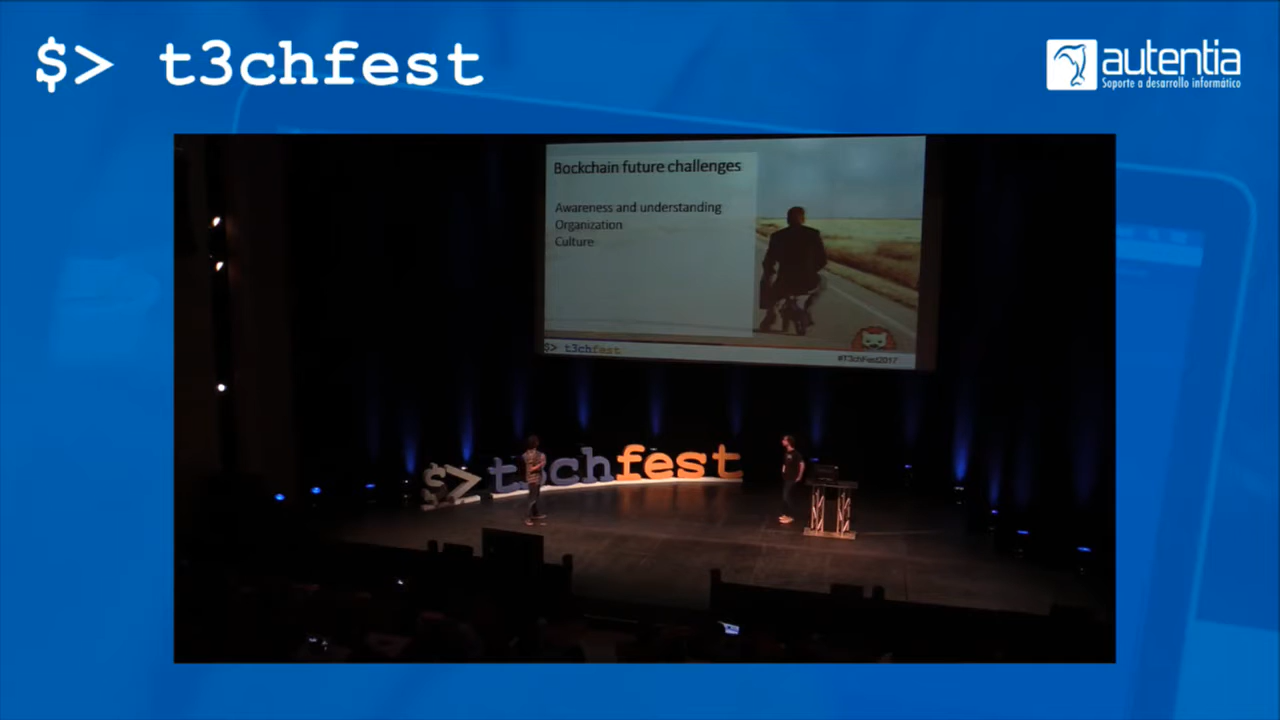 $> t3chfest
autentia
Soporte a desarrollo informático
Bockchain future challenges
Awareness and understanding
Organization
Culture
$> t3chfest
#T3chFest2017
$> t3chfest